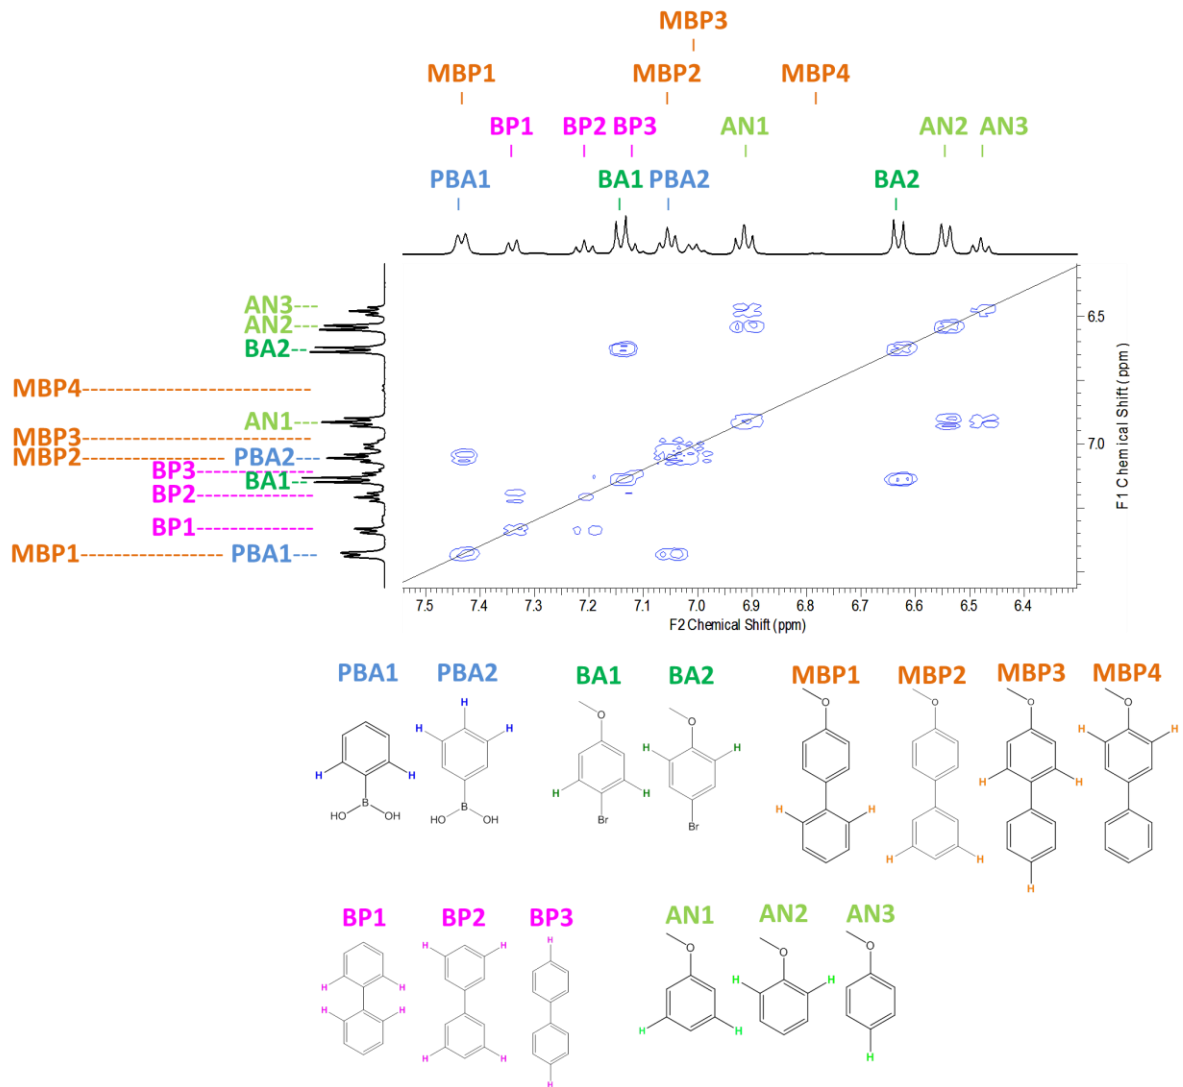 MBP3
MBP1 MBP2 MBP4
BP1 BP2 BP3 AN1 AN2 AN3
PBA1 BA1 PBA2 BA2
AN3
AN2
BA2
MBP4
AN1
MBP3
MBP2 PBA2
BP3
BA1
BP2
BP1
MBP1 PBA1
6.5
7.0
F1 Chemical Shift (ppm)
7.5 7.4 7.3 7.2 7.1 7.0 6.9 6.8 6.7 6.6 6.5 6.4
F2 Chemical Shift (ppm)
PBA1 PBA2 BA1 BA2 MBP1 MBP2 MBP3 MBP4
H H
H H H
B
HO OH
B
HO OH
O
H H
Br
O
H H
Br
O
H H
O
H H
O
H H
H
O
H H
BP1 BP2 BP3 AN1 AN2 AN3
H H
H H
H H
H H
H
H
O
H H
O
H H
O
H